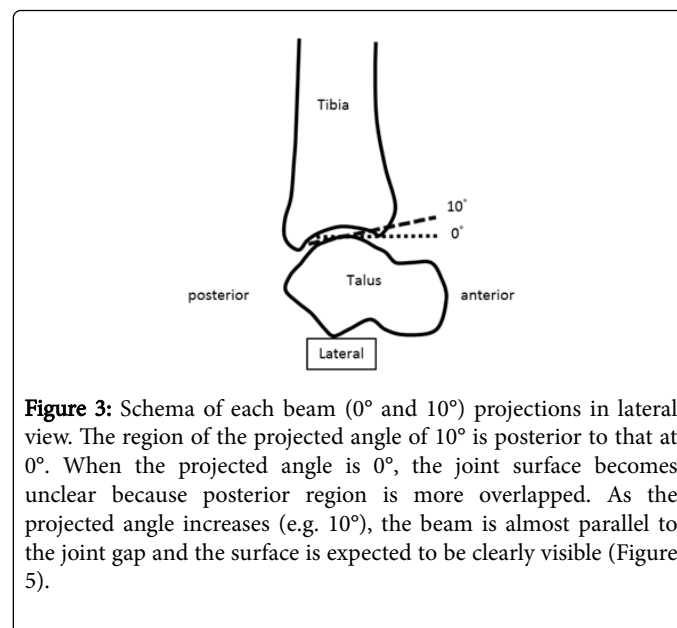 Tibia
10°
0°
posterior
Talus
anterior
Lateral
Figure 3: Schema of each beam (0° and 10°) projections in lateral
view. The region of the projected angle of 10° is posterior to that at
0°. When the projected angle is 0°, the joint surface becomes
unclear because posterior region is more overlapped. As the
projected angle increases (e.g. 10°), the beam is almost parallel to
the joint gap and the surface is expected to be clearly visible (Figure
5).